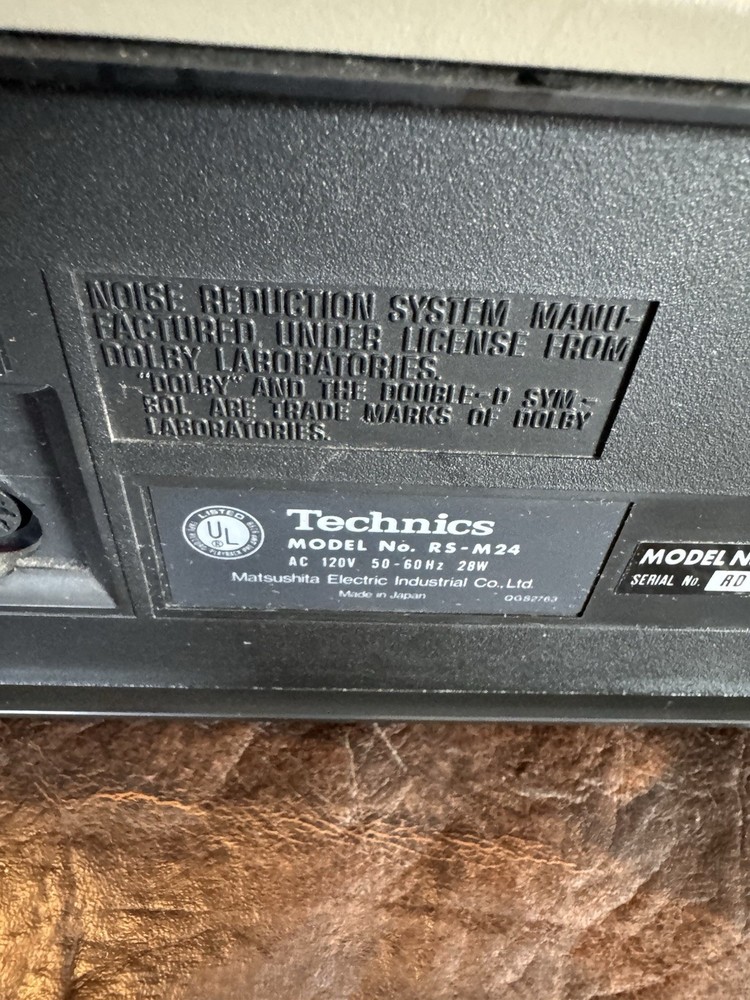 NOISE REDUCTION SYSTEM MANU-
FACTURED UNDER LICENSE FROM
DOLBY LABORATORIES.
"DOLBY" AND THE DOUBLE-D SYM-
BOL ARE TRADE MARKS OF DOLBY
LABORATORIES.
LISTED
UL
Technics
MODEL No. RS-M24
AC 120V 50-60Hz 28W
Matsushita Electric Industrial Co., Ltd.
Made in Japan
QGS2763
MODEL N
SERIAL No. RD